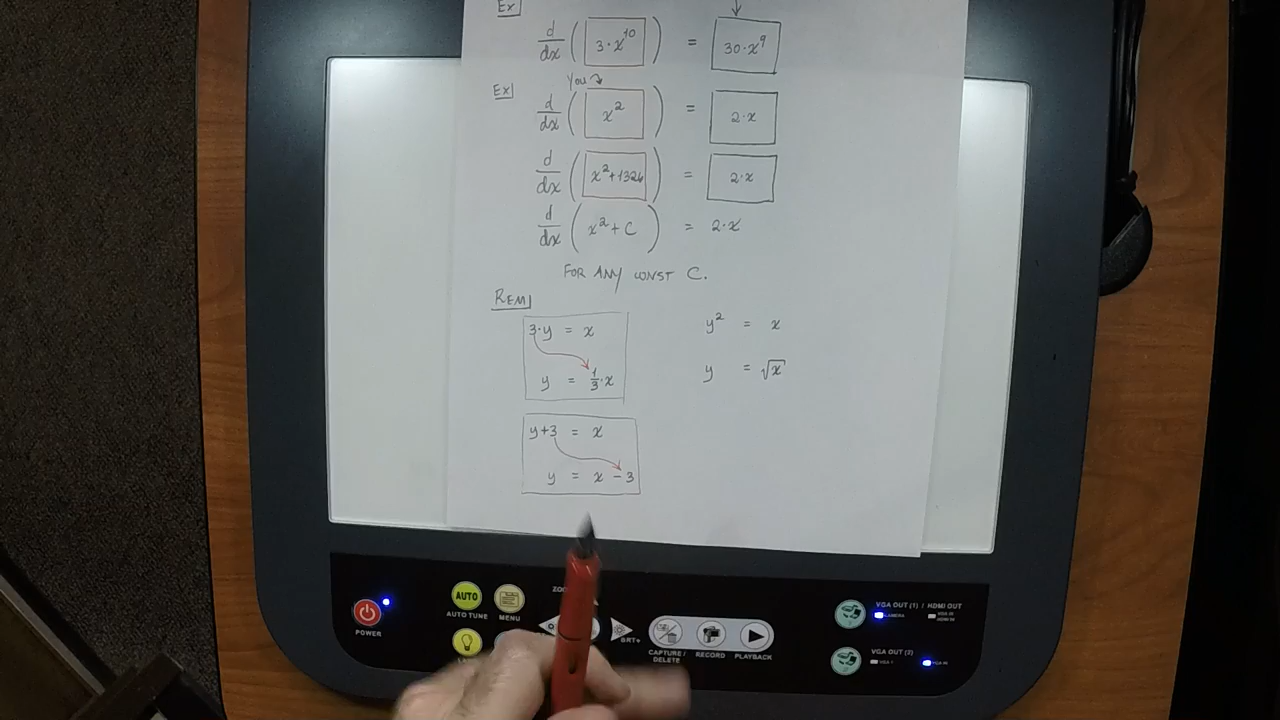 Ex
d/dx ( 3·x^10 ) = 30·x^9
You
Ex d/dx ( x^2 ) = 2·x
d/dx ( x^2+1326 ) = 2·x
d/dx ( x^2 + C ) = 2·x
FOR ANY CONST C.
REM
3·y = x
y = 1/3·x
y^2 = x
y = √x
y+3 = x
y = x - 3
POWER
AUTO
AUTO TUNE
MENU
BRT+
CAPTURE / DELETE
RECORD
PLAYBACK
VGA OUT (1) / HDMI OUT
CAMERA
VGA OUT (2)